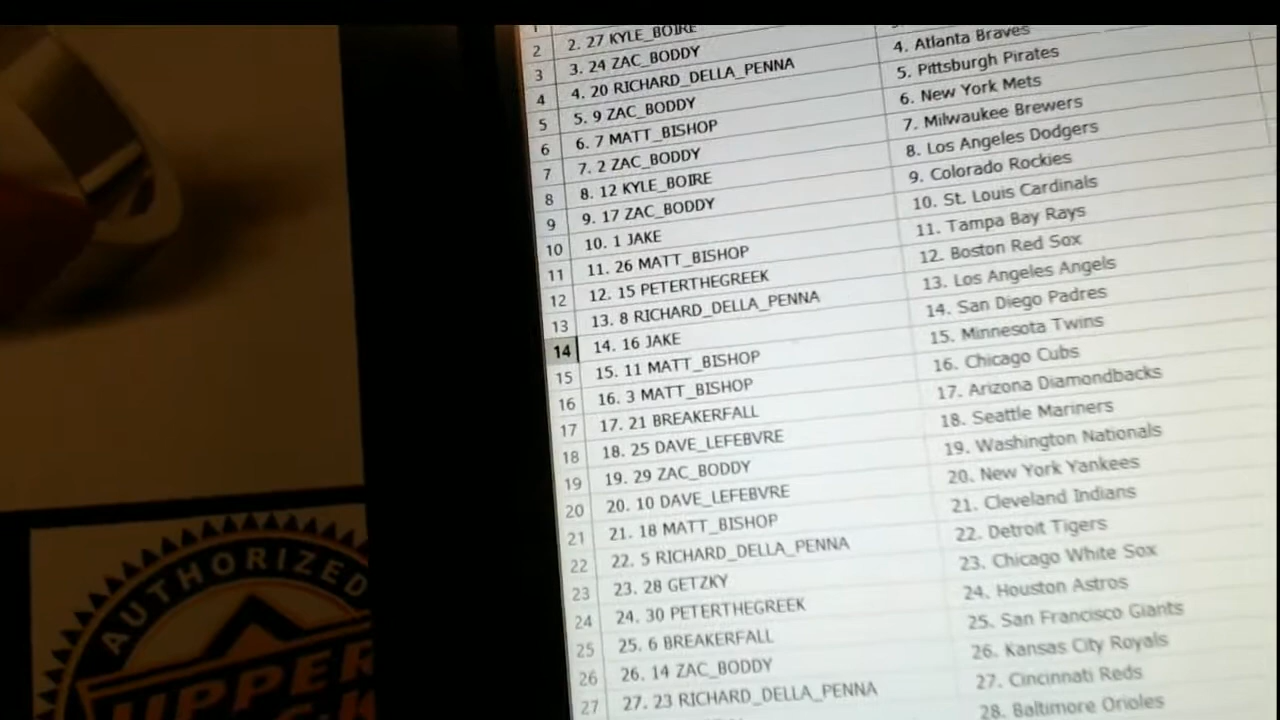 1
2 2. 27 KYLE_BOIRE
3 3. 24 ZAC_BODDY 4. Atlanta Braves
4 4. 20 RICHARD_DELLA_PENNA 5. Pittsburgh Pirates
5 5. 9 ZAC_BODDY 6. New York Mets
6 6. 7 MATT_BISHOP 7. Milwaukee Brewers
7 7. 2 ZAC_BODDY 8. Los Angeles Dodgers
8 8. 12 KYLE_BOIRE 9. Colorado Rockies
9 9. 17 ZAC_BODDY 10. St. Louis Cardinals
10 10. 1 JAKE 11. Tampa Bay Rays
11 11. 26 MATT_BISHOP 12. Boston Red Sox
12 12. 15 PETERTHEGREEK 13. Los Angeles Angels
13 13. 8 RICHARD_DELLA_PENNA 14. San Diego Padres
14 14. 16 JAKE 15. Minnesota Twins
15 15. 11 MATT_BISHOP 16. Chicago Cubs
16 16. 3 MATT_BISHOP 17. Arizona Diamondbacks
17 17. 21 BREAKERFALL 18. Seattle Mariners
18 18. 25 DAVE_LEFEBVRE 19. Washington Nationals
19 19. 29 ZAC_BODDY 20. New York Yankees
20 20. 10 DAVE_LEFEBVRE 21. Cleveland Indians
21 21. 18 MATT_BISHOP 22. Detroit Tigers
22 22. 5 RICHARD_DELLA_PENNA 23. Chicago White Sox
23 23. 28 GETZKY 24. Houston Astros
24 24. 30 PETERTHEGREEK 25. San Francisco Giants
25 25. 6 BREAKERFALL 26. Kansas City Royals
26 26. 14 ZAC_BODDY 27. Cincinnati Reds
27 27. 23 RICHARD_DELLA_PENNA 28. Baltimore Orioles
AUTHORIZED
UPPER